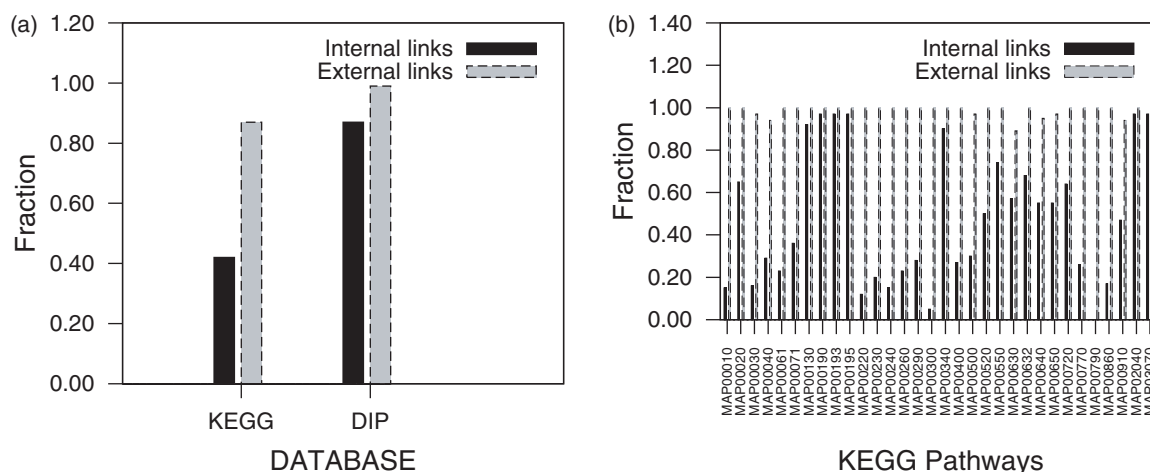 (a)
1.20
1.00
0.80
0.60
0.40
0.20
0.00
Fraction
Internal links
External links
KEGG
DIP
DATABASE
(b)
1.40
1.20
1.00
0.80
0.60
0.40
0.20
0.00
Fraction
Internal links
External links
MAP00010
MAP00020
MAP00030
MAP00040
MAP00061
MAP00071
MAP00130
MAP00190
MAP00193
MAP00195
MAP00220
MAP00230
MAP00240
MAP00260
MAP00290
MAP00300
MAP00340
MAP00400
MAP00500
MAP00520
MAP00550
MAP00630
MAP00632
MAP00640
MAP00650
MAP00720
MAP00770
MAP00790
MAP00860
MAP00910
MAP02040
MAP03070
KEGG Pathways